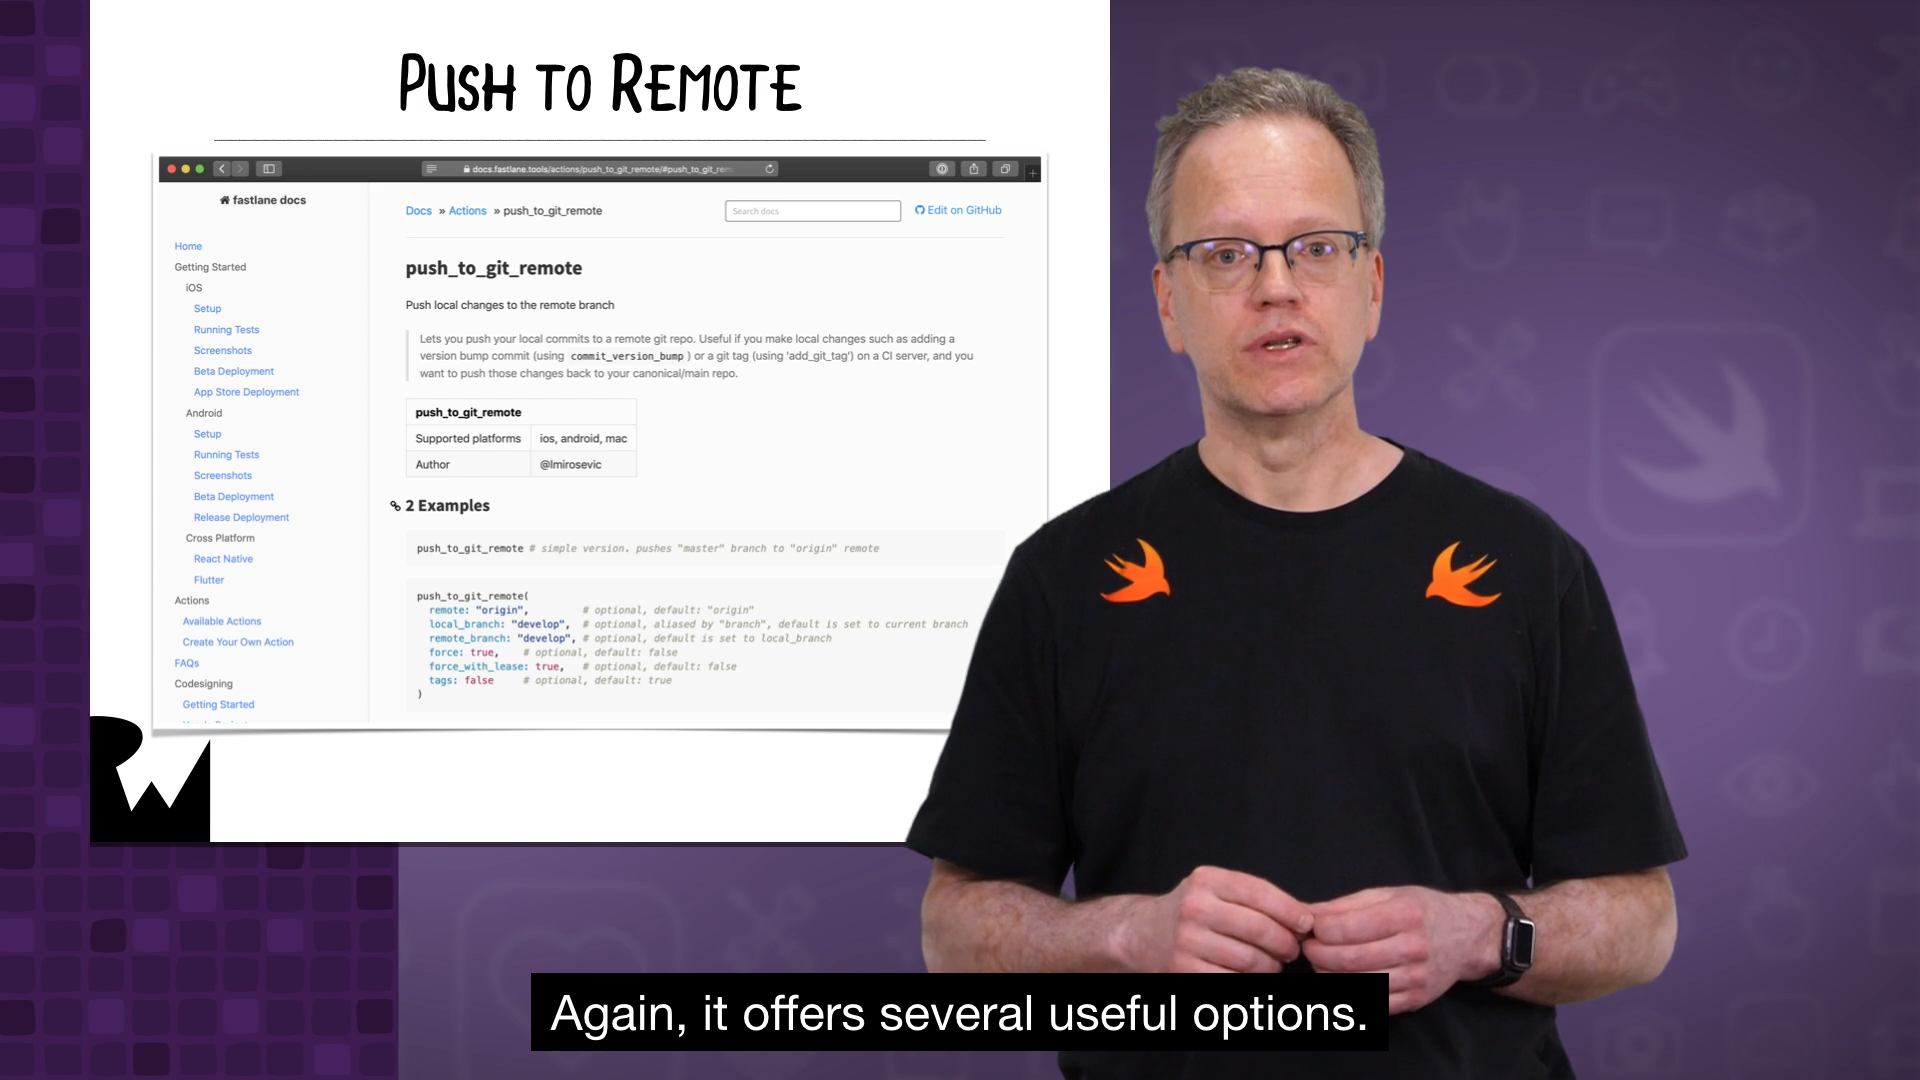 PUSH TO REMOTE
docs.fastlane.tools/actions/push_to_git_remote/#push_to_git_rem
fastlane docs
Home
Getting Started
iOS
Setup
Running Tests
Screenshots
Beta Deployment
App Store Deployment
Android
Setup
Running Tests
Screenshots
Beta Deployment
Release Deployment
Cross Platform
React Native
Flutter
Actions
Available Actions
Create Your Own Action
FAQs
Codesigning
Getting Started
Docs » Actions » push_to_git_remote
Search docs
Edit on GitHub
push_to_git_remote
Push local changes to the remote branch
Lets you push your local commits to a remote git repo. Useful if you make local changes such as adding a
version bump commit (using commit_version_bump ) or a git tag (using 'add_git_tag') on a CI server, and you
want to push those changes back to your canonical/main repo.
push_to_git_remote
Supported platforms ios, android, mac
Author @lmirosevic
2 Examples
push_to_git_remote # simple version. pushes "master" branch to "origin" remote
push_to_git_remote(
remote: "origin", # optional, default: "origin"
local_branch: "develop", # optional, aliased by "branch", default is set to current branch
remote_branch: "develop", # optional, default is set to local_branch
force: true, # optional, default: false
force_with_lease: true, # optional, default: false
tags: false # optional, default: true
)
RW
Again, it offers several useful options.